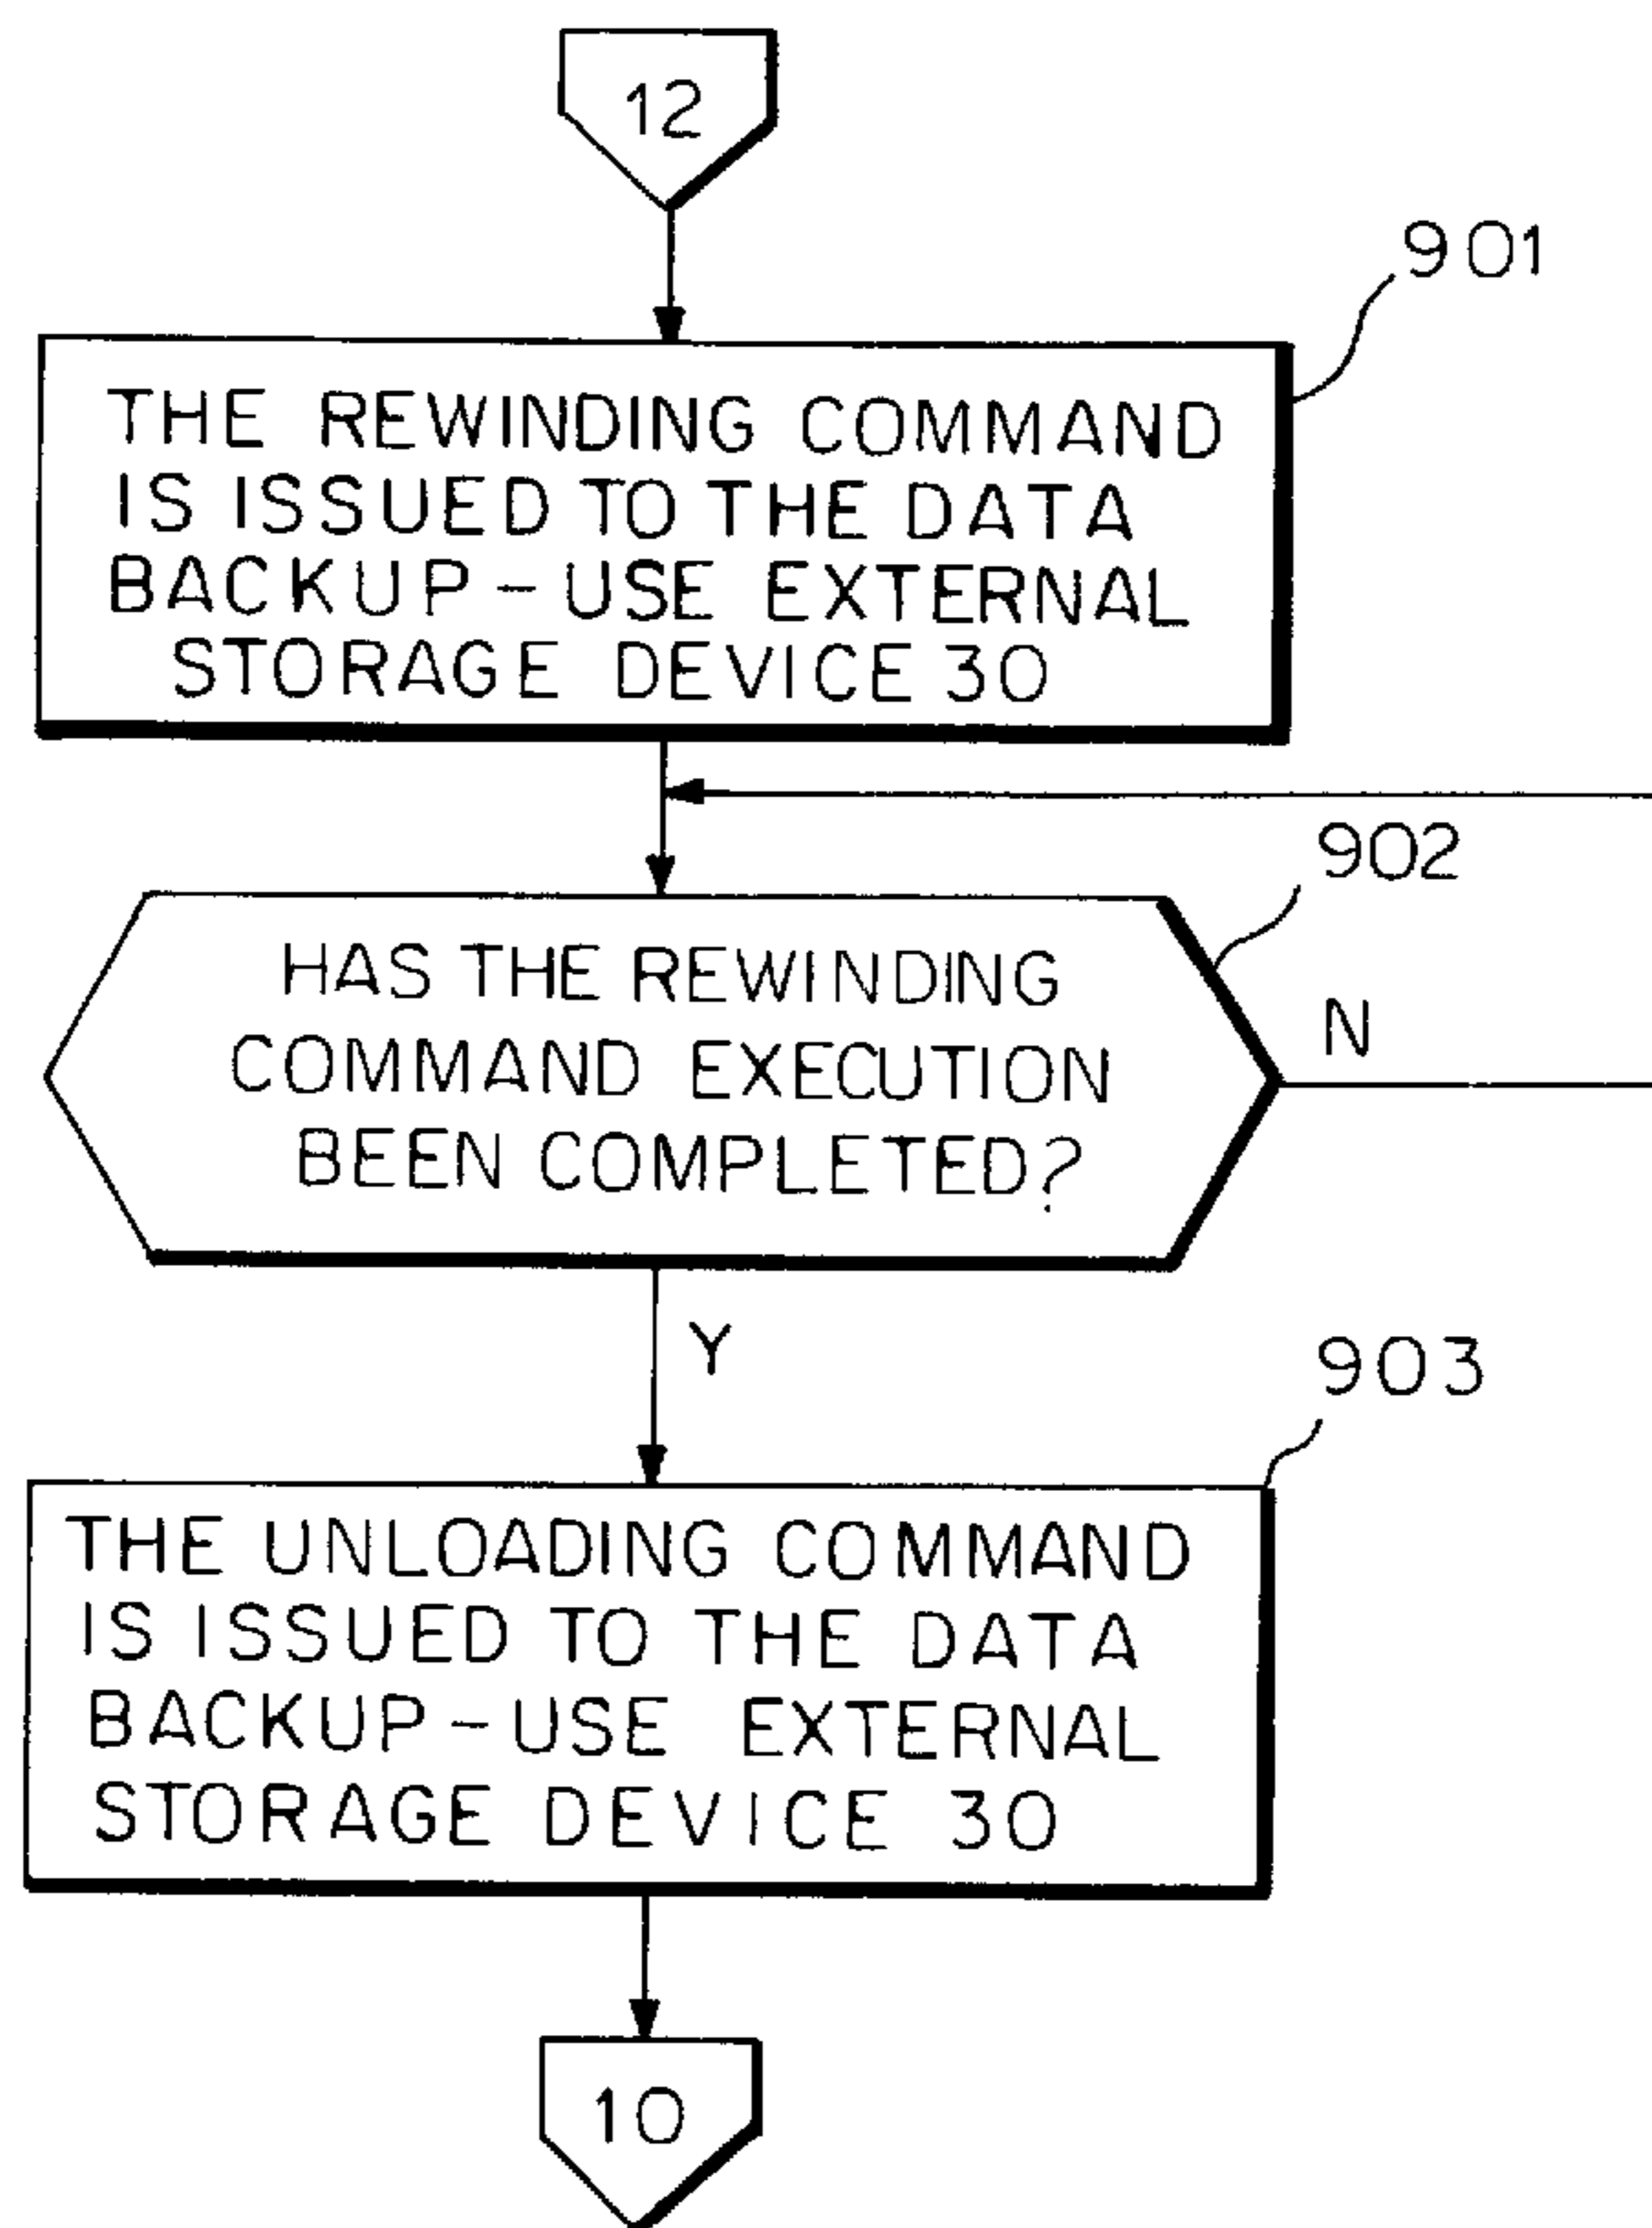 12
901
THE REWINDING COMMAND
IS ISSUED TO THE DATA
BACKUP-USE EXTERNAL
STORAGE DEVICE 30
902
HAS THE REWINDING
COMMAND EXECUTION
BEEN COMPLETED?
N
Y
903
THE UNLOADING COMMAND
IS ISSUED TO THE DATA
BACKUP-USE EXTERNAL
STORAGE DEVICE 30
10